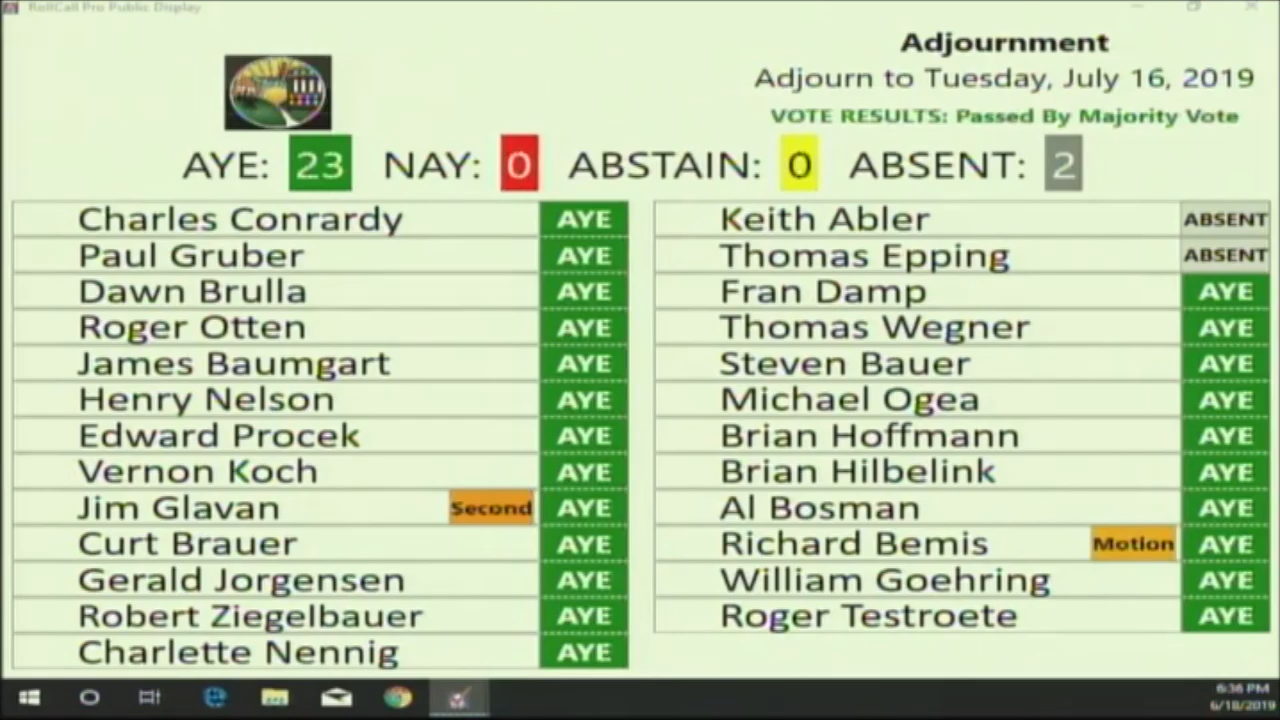 RollCall Pro Public Display
Adjournment
Adjourn to Tuesday, July 16, 2019
VOTE RESULTS: Passed By Majority Vote
AYE: 23 NAY: 0 ABSTAIN: 0 ABSENT: 2
Charles Conrardy AYE
Paul Gruber AYE
Dawn Brulla AYE
Roger Otten AYE
James Baumgart AYE
Henry Nelson AYE
Edward Procek AYE
Vernon Koch AYE
Jim Glavan Second AYE
Curt Brauer AYE
Gerald Jorgensen AYE
Robert Ziegelbauer AYE
Charlette Nennig AYE
Keith Abler ABSENT
Thomas Epping ABSENT
Fran Damp AYE
Thomas Wegner AYE
Steven Bauer AYE
Michael Ogea AYE
Brian Hoffmann AYE
Brian Hilbelink AYE
Al Bosman AYE
Richard Bemis Motion AYE
William Goehring AYE
Roger Testroete AYE
6:36 PM
6/18/2019